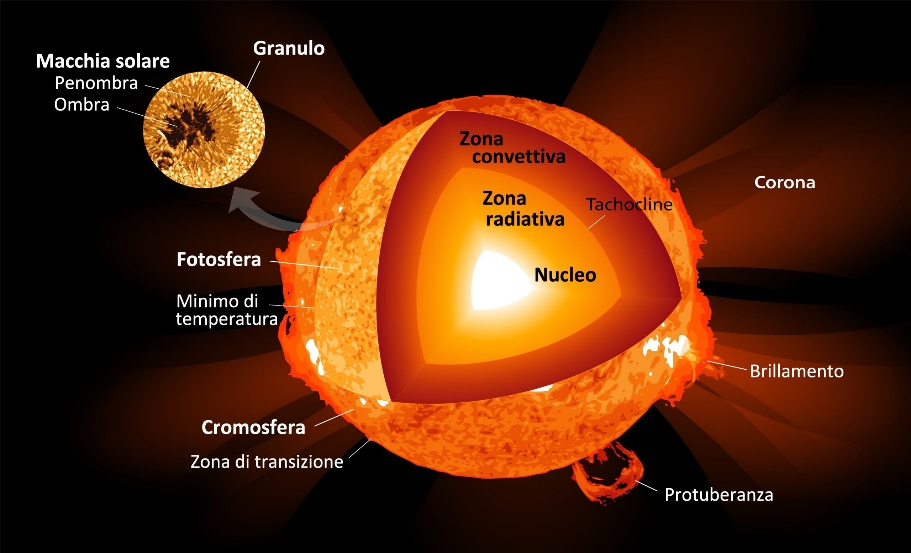 Granulo
Macchia solare
Penombra
Ombra
Zona
convettiva
Corona
Zona
radiativa
Tachocline
Fotosfera
Nucleo
Minimo di
temperatura
Brillamento
Cromosfera
Zona di transizione
Protuberanza